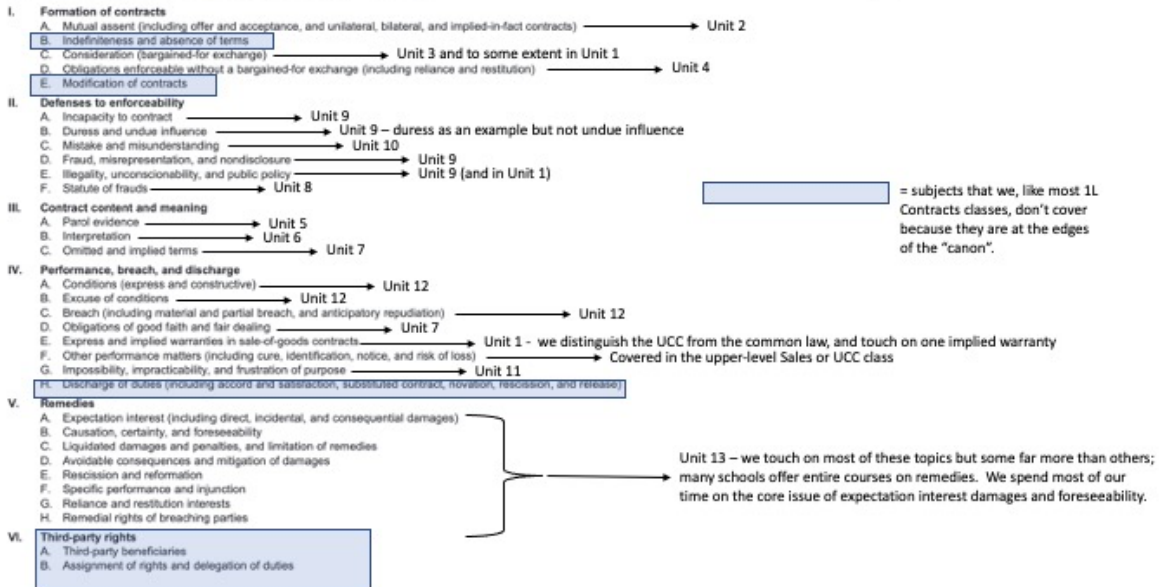 I. Formation of contracts
A. Mutual assent (including offer and acceptance, and unilateral, bilateral, and implied-in-fact contracts) Unit 2
B. Indefiniteness and absence of terms
C. Consideration (bargained-for exchange) Unit 3 and to some extent in Unit 1
D. Obligations enforceable without a bargained-for exchange (including reliance and restitution) Unit 4
E. Modification of contracts
II. Defenses to enforceability
A. Incapacity to contract Unit 9
B. Duress and undue influence Unit 9 – duress as an example but not undue influence
C. Mistake and misunderstanding Unit 10
D. Fraud, misrepresentation, and nondisclosure Unit 9
E. Illegality, unconscionability, and public policy Unit 9 (and in Unit 1)
F. Statute of frauds Unit 8
= subjects that we, like most 1L
Contracts classes, don't cover
because they are at the edges
of the “canon”.
III. Contract content and meaning
A. Parol evidence Unit 5
B. Interpretation Unit 6
C. Omitted and implied terms Unit 7
IV. Performance, breach, and discharge
A. Conditions (express and constructive) Unit 12
B. Excuse of conditions Unit 12
C. Breach (including material and partial breach, and anticipatory repudiation) Unit 12
D. Obligations of good faith and fair dealing Unit 7
E. Express and implied warranties in sale-of-goods contracts Unit 1 - we distinguish the UCC from the common law, and touch on one implied warranty
F. Other performance matters (including cure, identification, notice, and risk of loss) Covered in the upper-level Sales or UCC class
G. Impossibility, impracticability, and frustration of purpose Unit 11
H. Discharge of duties (including accord and satisfaction, substituted contract, novation, rescission, and release)
V. Remedies
A. Expectation interest (including direct, incidental, and consequential damages)
B. Causation, certainty, and foreseeability
C. Liquidated damages and penalties, and limitation of remedies
D. Avoidable consequences and mitigation of damages
E. Rescission and reformation
F. Specific performance and injunction
G. Reliance and restitution interests
H. Remedial rights of breaching parties
Unit 13 – we touch on most of these topics but some far more than others;
many schools offer entire courses on remedies. We spend most of our
time on the core issue of expectation interest damages and foreseeability.
VI. Third-party rights
A. Third-party beneficiaries
B. Assignment of rights and delegation of duties